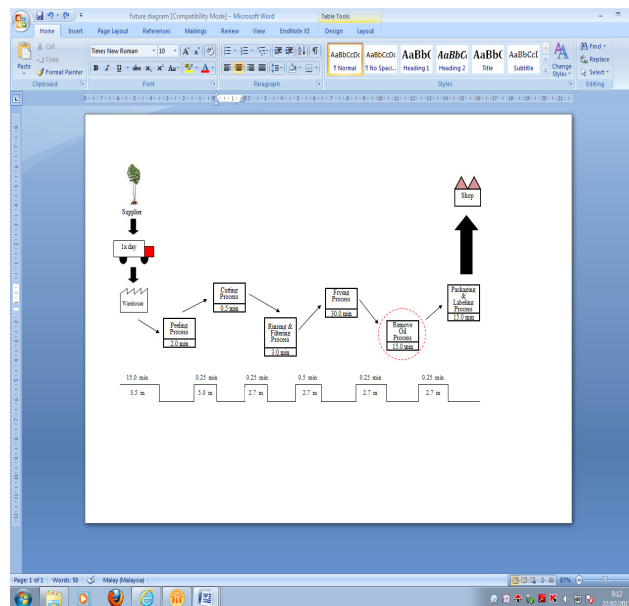 future diagram [Compatibility Mode] - Microsoft Word
Table Tools
Home Insert Page Layout References Mailings Review View EndNote X3 Design Layout
Paste
Cut
Copy
Format Painter
Clipboard
Times New Roman 10
Font
Paragraph
AaBbCcDc AaBbCcDc AaBbC AaBbC AaBbC AaBbCcI
¶ Normal ¶ No Spaci... Heading 1 Heading 2 Title Subtitle
Change Styles
Styles
Find
Replace
Select
Editing
Supplier
1x day
Warehouse
Peeling
Process
2.0 min
Cutting
Process
0.5 min
Rinsing &
Filtering
Process
3.0 min
Frying
Process
30.0 min
Remove
Oil
Process
15.0 min
Packaging
&
Labeling
Process
15.0 min
Shop
15.0 min 0.25 min 0.25 min 0.5 min 0.25 min 0.25 min
3.5 m 5.0 m 2.7 m 2.7 m 2.7 m 2.7 m
Page: 1 of 1 Words: 58 Malay (Malaysia) 87%
9:12